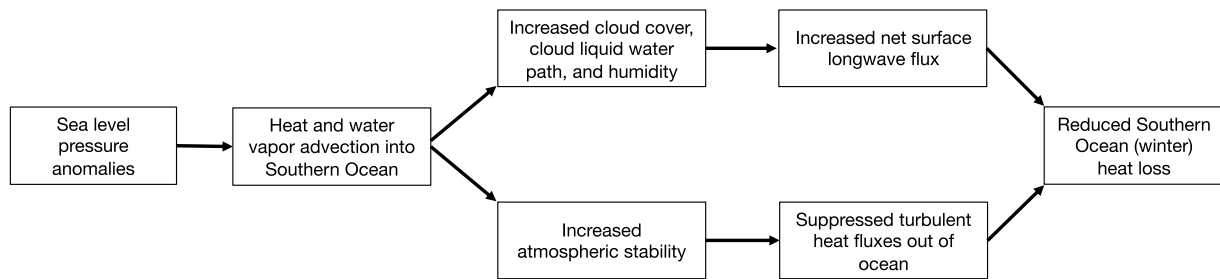 Sea level
pressure
anomalies
Heat and water
vapor advection into
Southern Ocean
Increased cloud cover,
cloud liquid water
path, and humidity
Increased net surface
longwave flux
Increased
atmospheric stability
Suppressed turbulent
heat fluxes out of
ocean
Reduced Southern
Ocean (winter)
heat loss